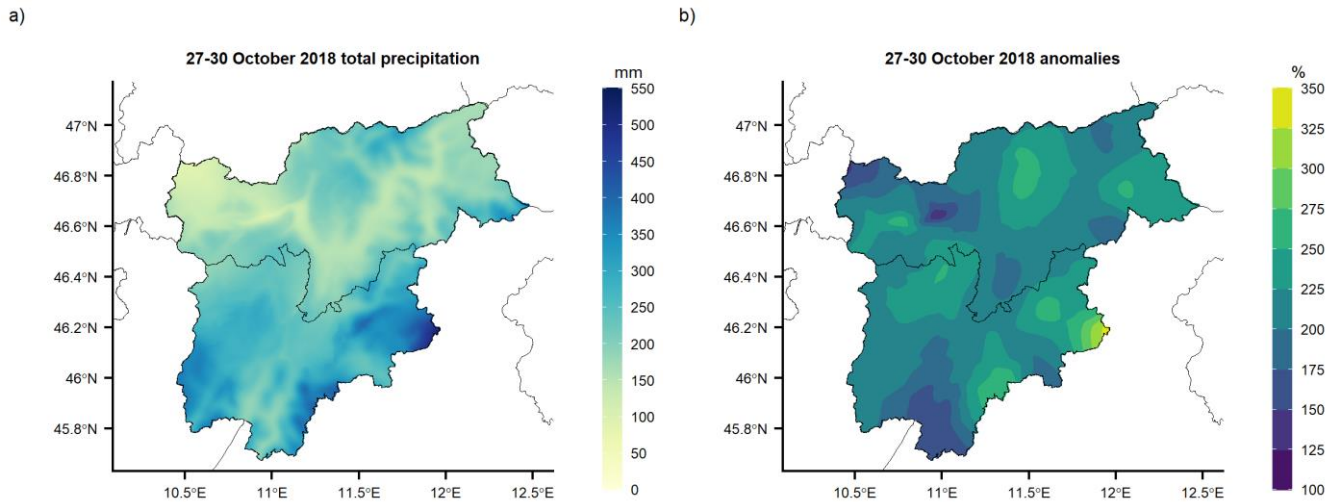 a)
27-30 October 2018 total precipitation
mm
550
500
450
400
350
300
250
200
150
100
50
0
47°N
46.8°N
46.6°N
46.4°N
46.2°N
46°N
45.8°N
10.5°E 11°E 11.5°E 12°E 12.5°E
b)
27-30 October 2018 anomalies
%
350
325
300
275
250
225
200
175
150
125
100
47°N
46.8°N
46.6°N
46.4°N
46.2°N
46°N
45.8°N
10.5°E 11°E 11.5°E 12°E 12.5°E